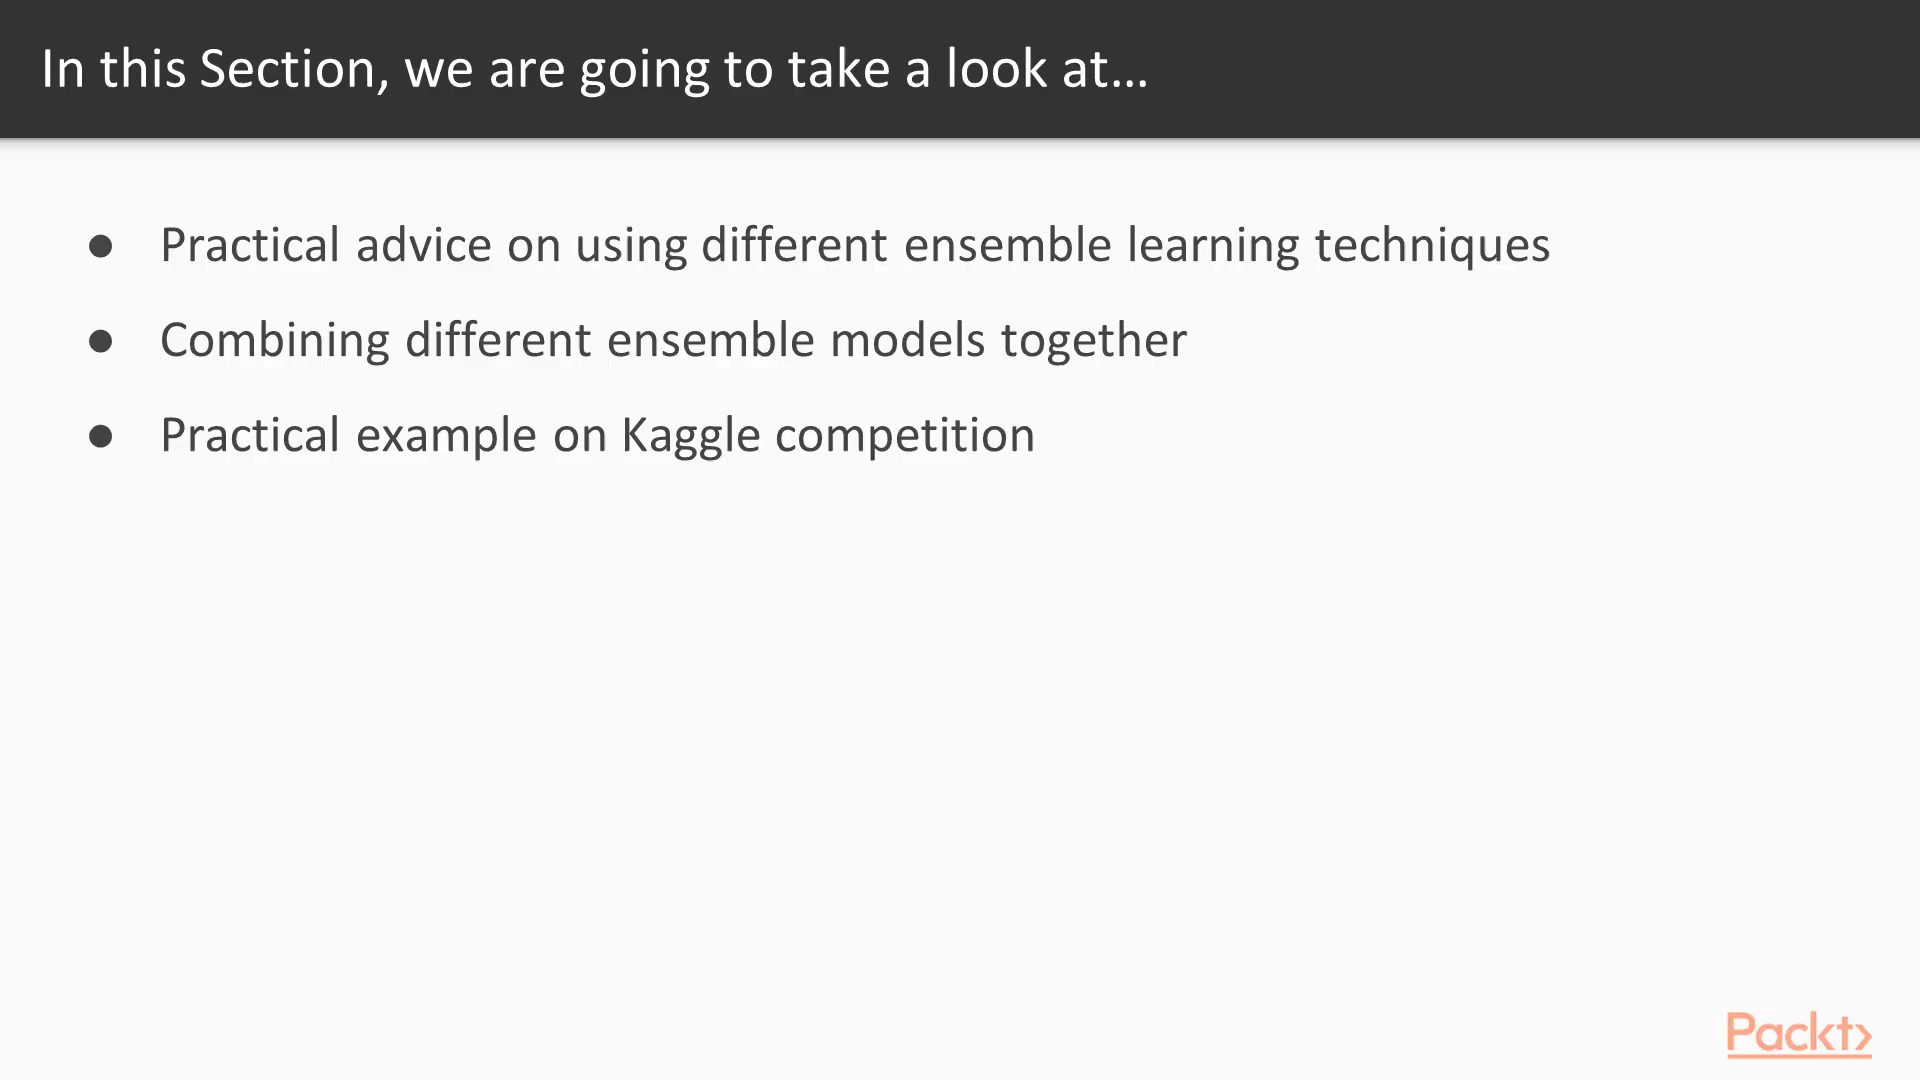 In this Section, we are going to take a look at...
● Practical advice on using different ensemble learning techniques
● Combining different ensemble models together
● Practical example on Kaggle competition
Packt>